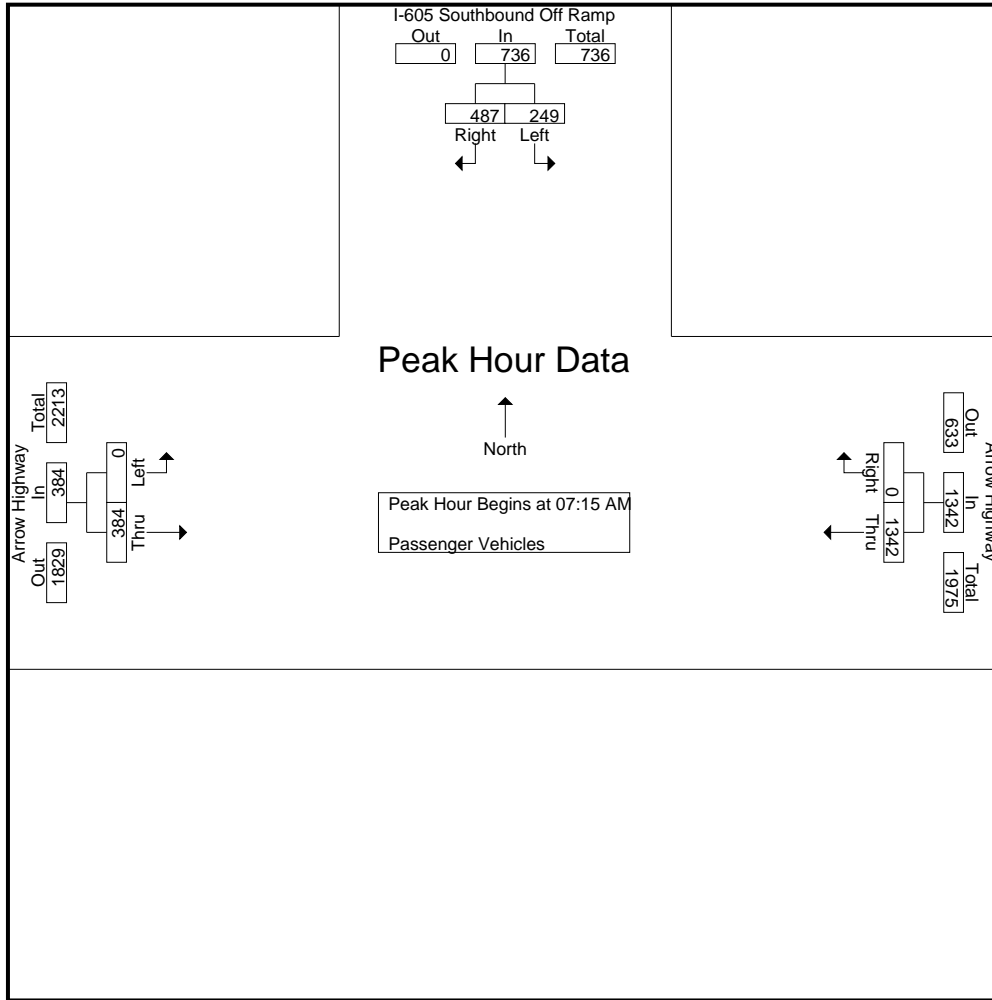 I-605 Southbound Off Ramp
Out In Total
0 736 736
487 249
Right Left
Peak Hour Data
North
Peak Hour Begins at 07:15 AM
Passenger Vehicles
Arrow Highway
Out In Total
1829 384 2213
0 384
Left Thru
Arrow Highway
Out In Total
633 1342 1975
0 1342
Right Thru